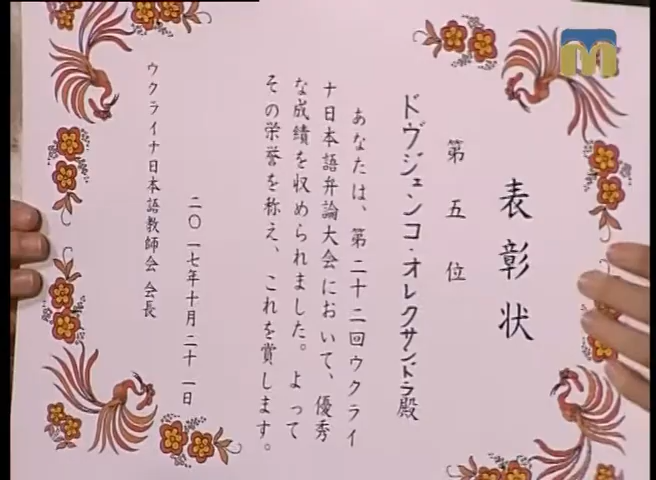 表彰状
第五位
ドヴジェンコ・オレクサンドラ殿
あなたは、第二十二回ウクライ
ナ日本語弁論大会において、優秀
な成績を収められました。よって
その栄誉を称え、これを賞します。
二〇一七年十月二十一日
ウクライナ日本語教師会 会長
m